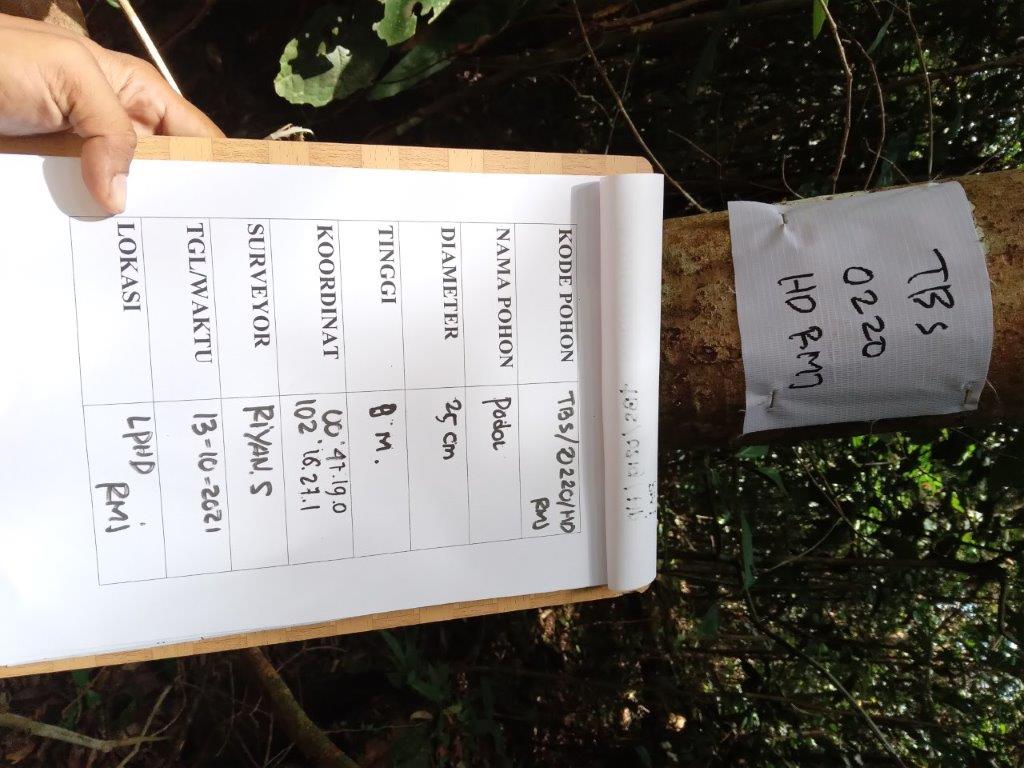 TBS
0220
HD RMJ
KODE POHON TBS/0220/HD
RMJ
NAMA POHON Podol
DIAMETER 25 cm
TINGGI 8 M.
KOORDINAT 00°47.19.0
102°16.27.1
SURVEYOR RIYAN.S
TGL/WAKTU 13-10-2021
LOKASI LPHD
RMJ